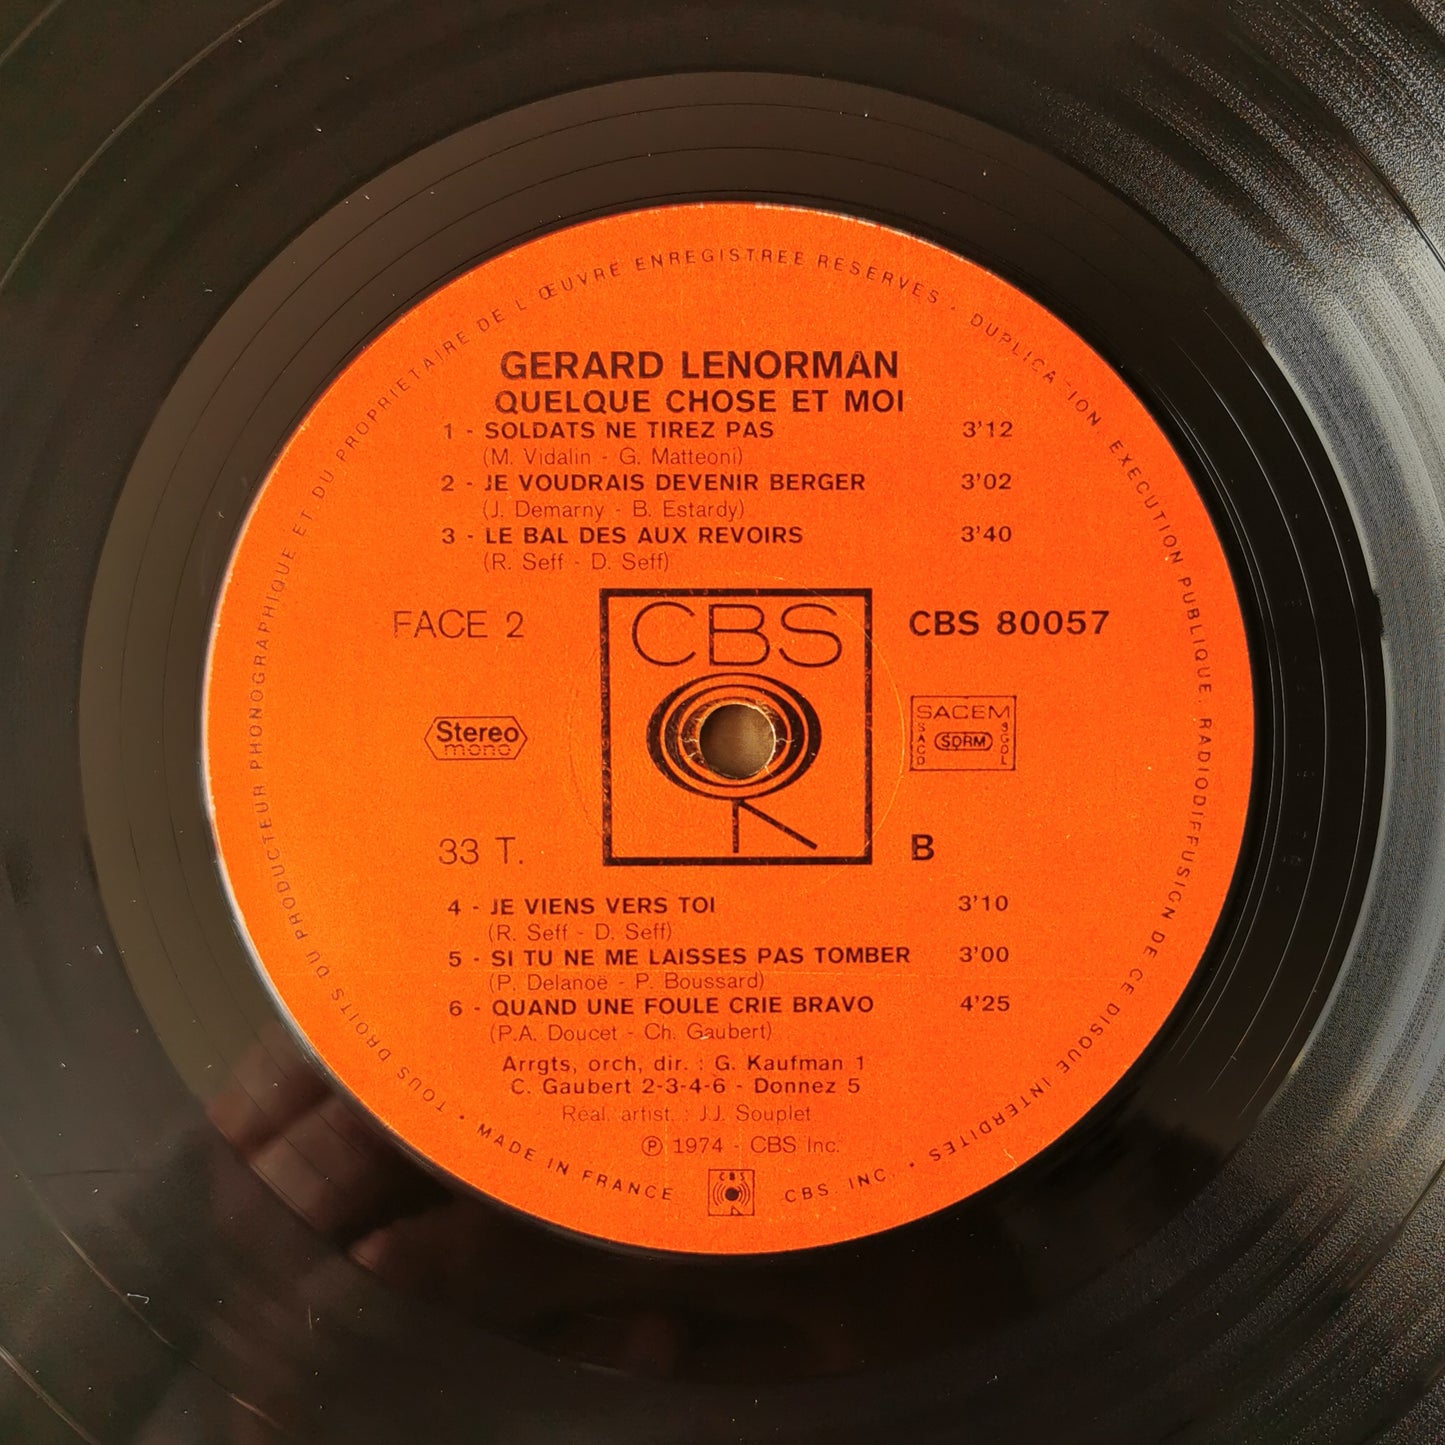 GERARD LENORMAN
QUELQUE CHOSE ET MOI
1 - SOLDATS NE TIREZ PAS 3'12
(M. Vidalin - G. Matteoni)
2 - JE VOUDRAIS DEVENIR BERGER 3'02
(J. Demarny - B. Estardy)
3 - LE BAL DES AUX REVOIRS 3'40
(R. Seff - D. Seff)
FACE 2
CBS
CBS 80057
Stereo
mono
SACEM
SACD SDRM SGDL
33 T.
B
4 - JE VIENS VERS TOI 3'10
(R. Seff - D. Seff)
5 - SI TU NE ME LAISSES PAS TOMBER 3'00
(P. Delanoë - P. Boussard)
6 - QUAND UNE FOULE CRIE BRAVO 4'25
(P.A. Doucet - Ch. Gaubert)
Arrgts, orch, dir. : G. Kaufman 1
C. Gaubert 2-3-4-6 - Donnez 5
Réal. artist. : J.J. Souplet
℗ 1974 - CBS Inc.
CBS
• TOUS DROITS DU PRODUCTEUR PHONOGRAPHIQUE ET DU PROPRIETAIRE DE L'ŒUVRE ENREGISTREE RESERVES • DUPLICATION, EXECUTION PUBLIQUE, RADIODIFFUSION DE CE DISQUE INTERDITES •
MADE IN FRANCE
CBS. INC.